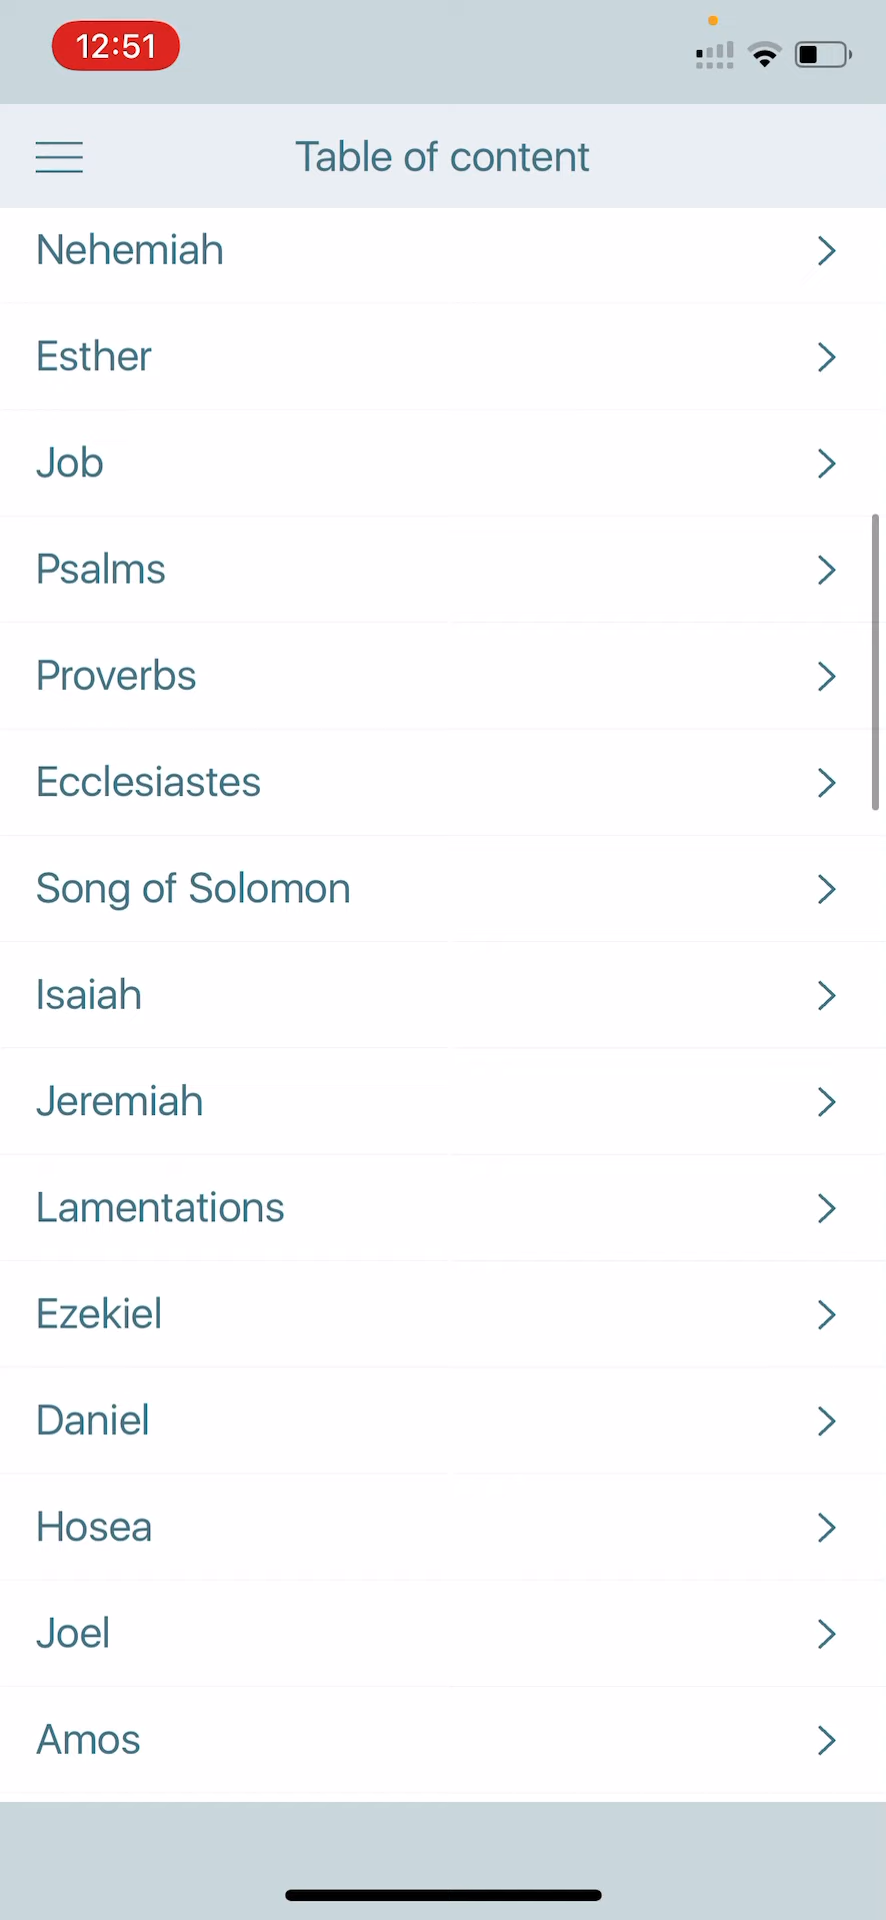 12:51
Table of content
Nehemiah
Esther
Job
Psalms
Proverbs
Ecclesiastes
Song of Solomon
Isaiah
Jeremiah
Lamentations
Ezekiel
Daniel
Hosea
Joel
Amos